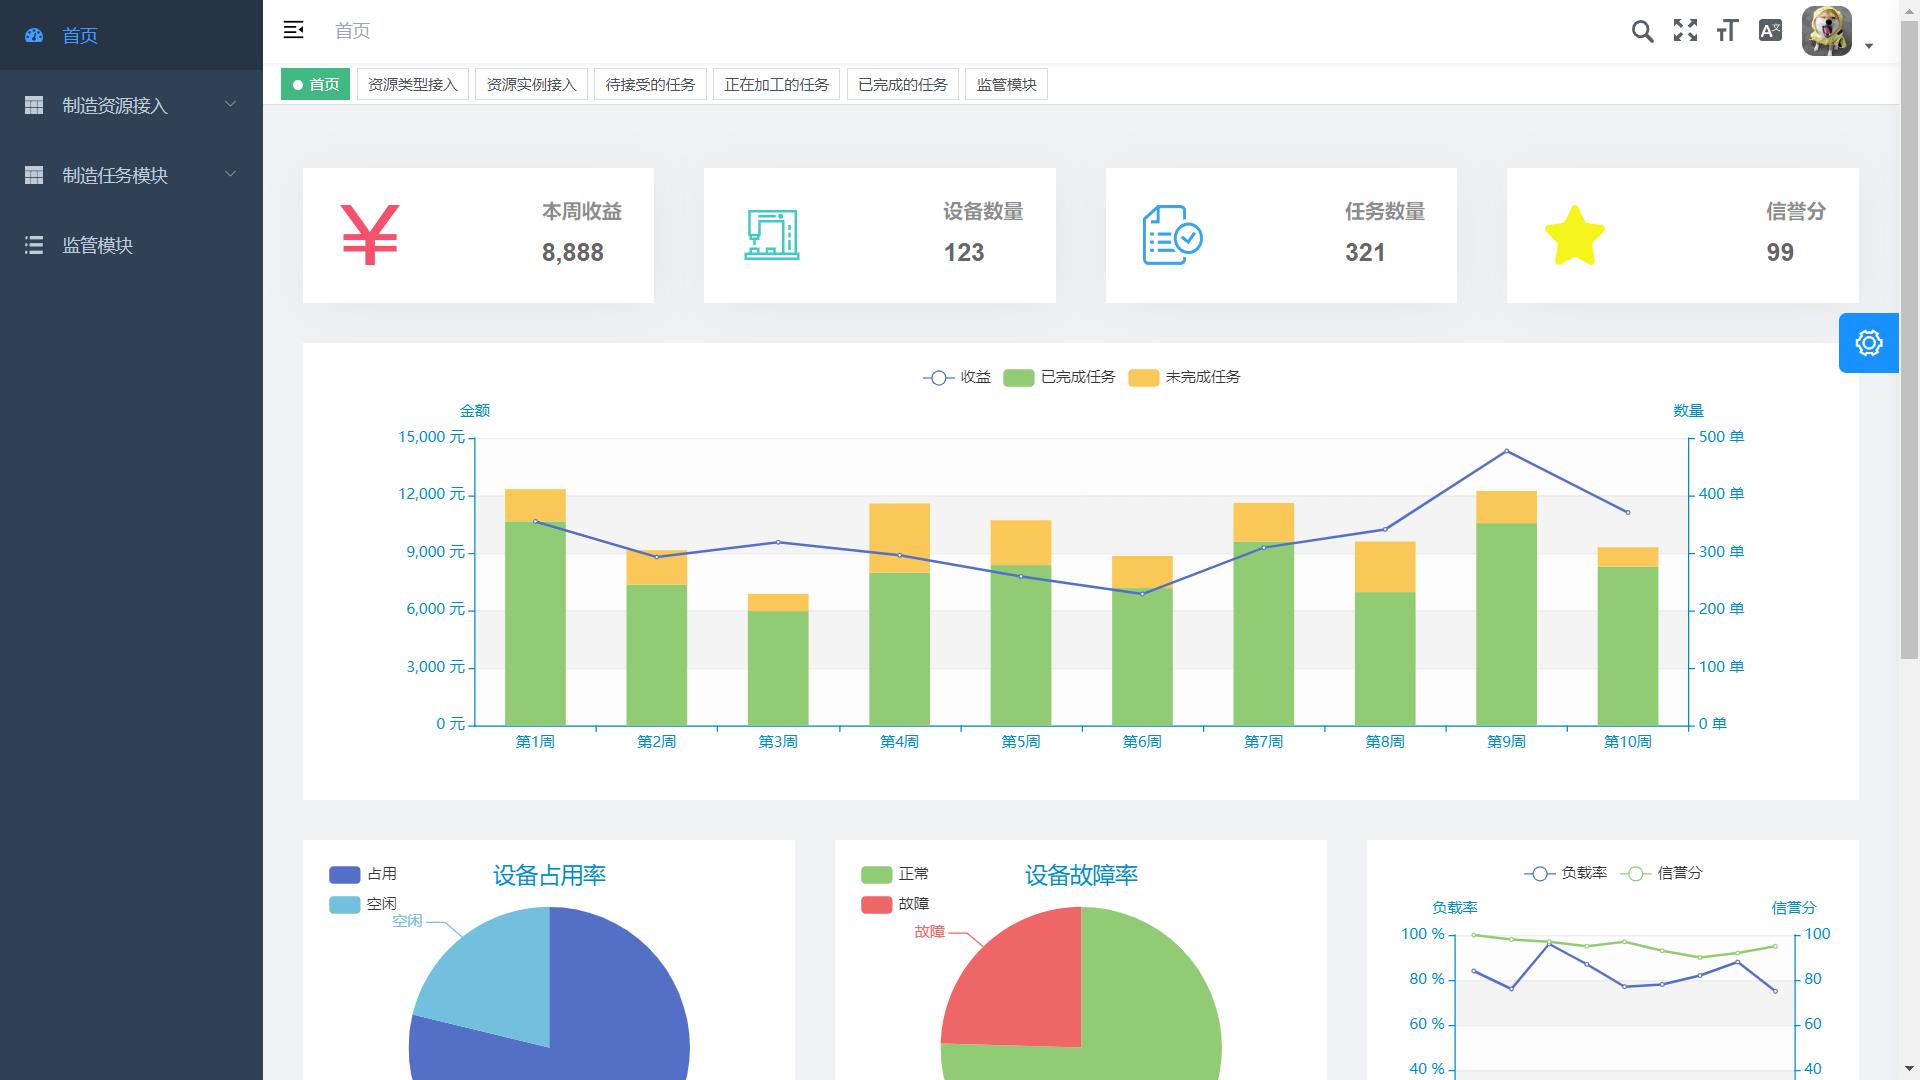 首页
制造资源接入
制造任务模块
监管模块
首页
首页 资源类型接入 资源实例接入 待接受的任务 正在加工的任务 已完成的任务 监管模块
本周收益
8,888
设备数量
123
任务数量
321
信誉分
99
收益 已完成任务 未完成任务
金额 数量
15,000 元 500 单
12,000 元 400 单
9,000 元 300 单
6,000 元 200 单
3,000 元 100 单
0 元 0 单
第1周 第2周 第3周 第4周 第5周 第6周 第7周 第8周 第9周 第10周
设备占用率
占用
空闲
空闲
设备故障率
正常
故障
故障
负载率 信誉分
负载率 信誉分
100 % 100
80 % 80
60 % 60
40 % 40